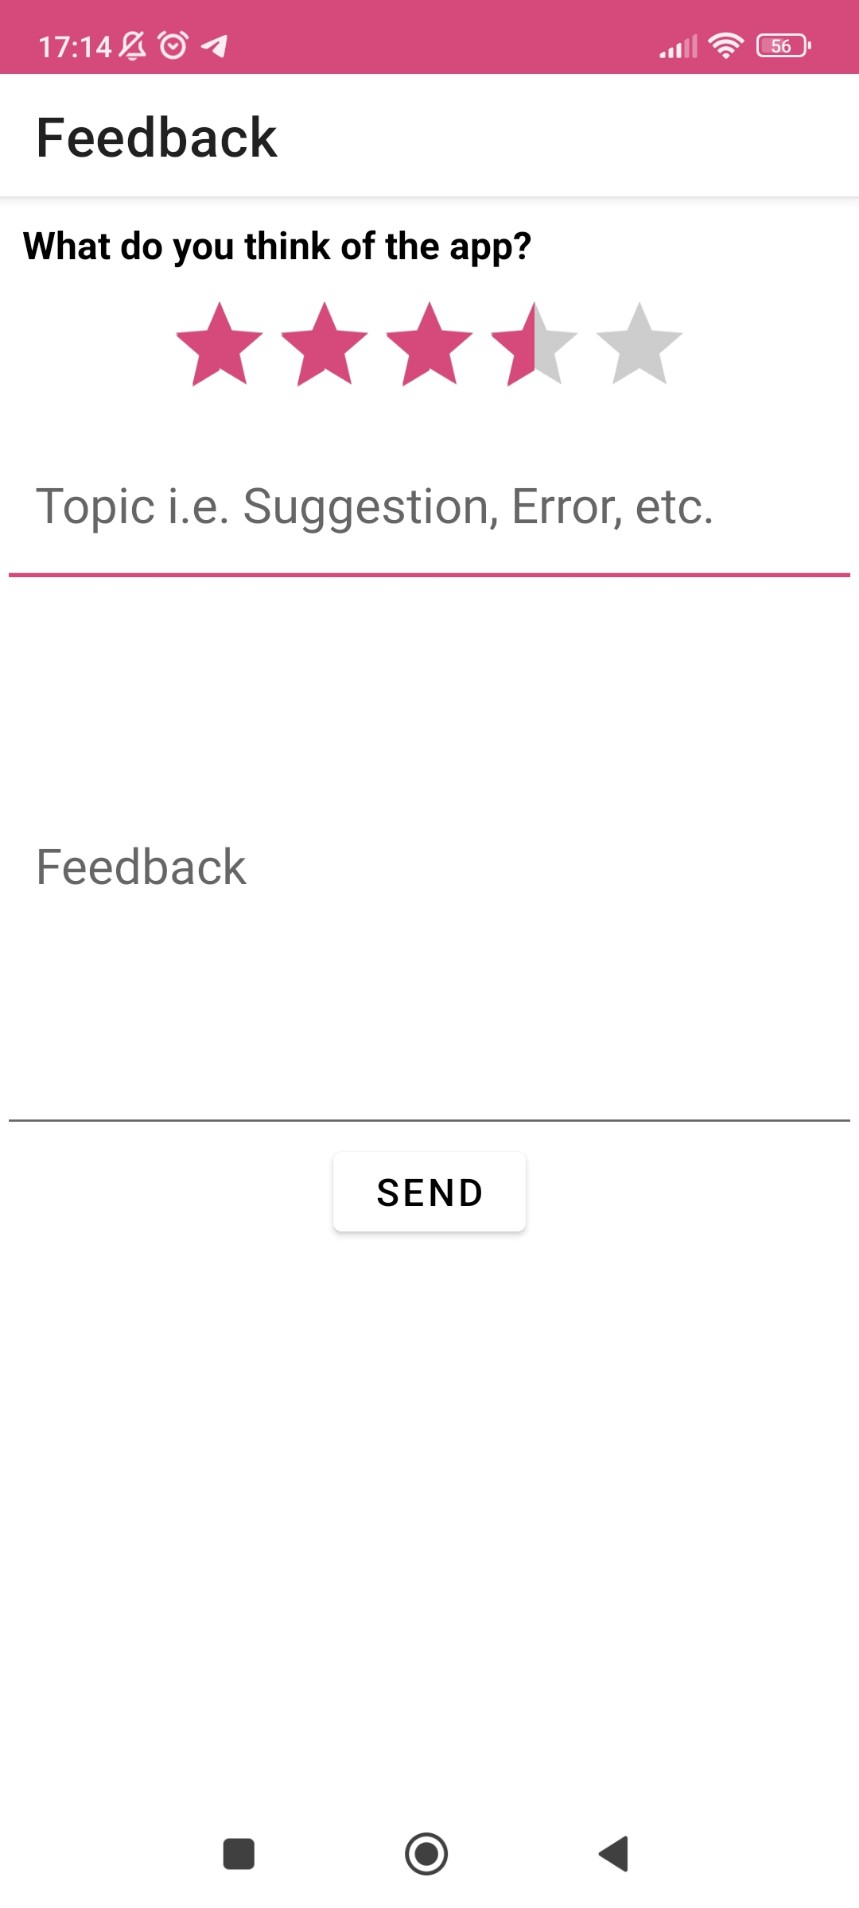 17:14
56
Feedback
What do you think of the app?
Topic i.e. Suggestion, Error, etc.
Feedback
SEND